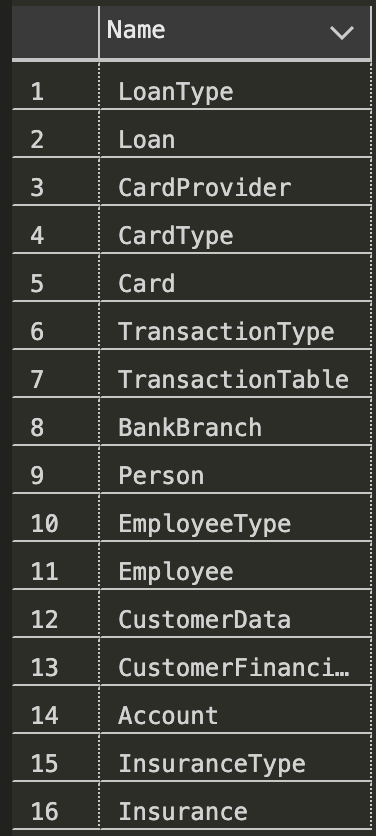 Name
1 LoanType
2 Loan
3 CardProvider
4 CardType
5 Card
6 TransactionType
7 TransactionTable
8 BankBranch
9 Person
10 EmployeeType
11 Employee
12 CustomerData
13 CustomerFinanci…
14 Account
15 InsuranceType
16 Insurance